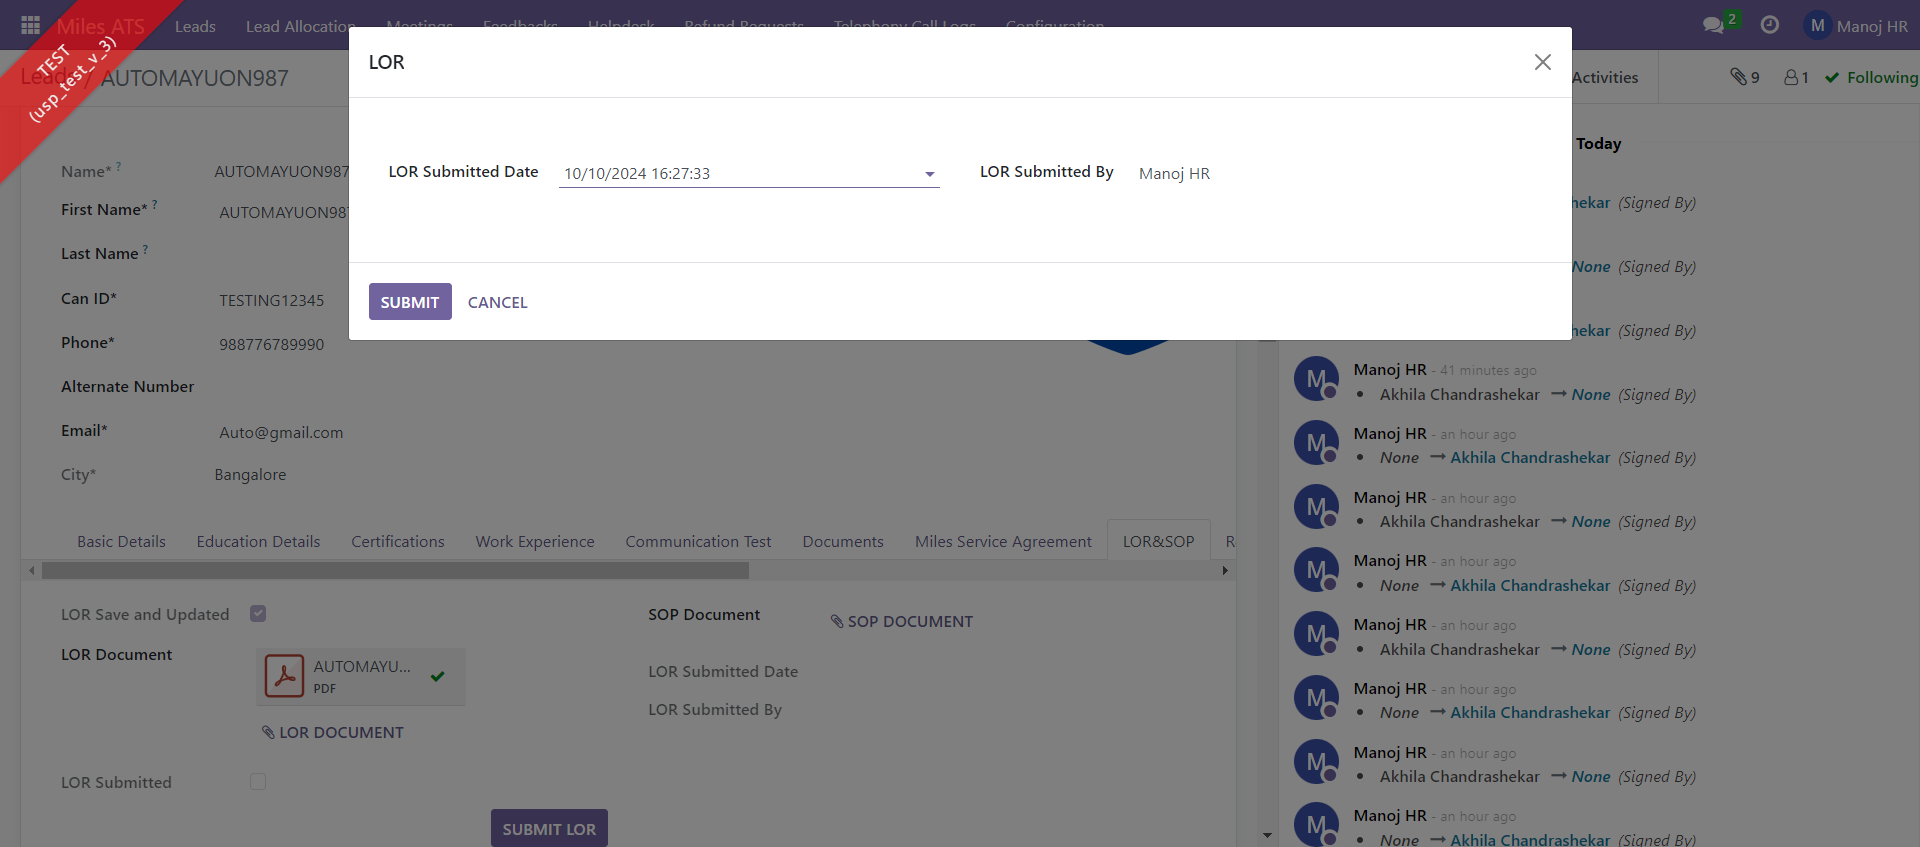 TEST
(usp_test_v_3)
Miles ATS Leads Lead Allocation Meetings Feedbacks Helpdesk Refund Requests Telephony Call Logs Configuration 2 M Manoj HR
Leads / AUTOMAYUON987
Activities 9 1 Following
LOR
LOR Submitted Date 10/10/2024 16:27:33 LOR Submitted By Manoj HR
SUBMIT CANCEL
Name* ? AUTOMAYUON987
First Name* ? AUTOMAYUON98
Last Name ?
Can ID* TESTING12345
Phone* 988776789990
Alternate Number
Email* Auto@gmail.com
City* Bangalore
Basic Details Education Details Certifications Work Experience Communication Test Documents Miles Service Agreement LOR&SOP R
LOR Save and Updated
LOR Document
AUTOMAYU...
PDF
LOR DOCUMENT
LOR Submitted
SOP Document SOP DOCUMENT
LOR Submitted Date
LOR Submitted By
SUBMIT LOR
Today
hekar (Signed By)
None (Signed By)
hekar (Signed By)
M Manoj HR - 41 minutes ago
• Akhila Chandrashekar → None (Signed By)
M Manoj HR - an hour ago
• None → Akhila Chandrashekar (Signed By)
M Manoj HR - an hour ago
• Akhila Chandrashekar → None (Signed By)
M Manoj HR - an hour ago
• None → Akhila Chandrashekar (Signed By)
M Manoj HR - an hour ago
• Akhila Chandrashekar → None (Signed By)
M Manoj HR - an hour ago
• None → Akhila Chandrashekar (Signed By)
M Manoj HR - an hour ago
• Akhila Chandrashekar → None (Signed By)
M Manoj HR - an hour ago
• None → Akhila Chandrashekar (Signed By)